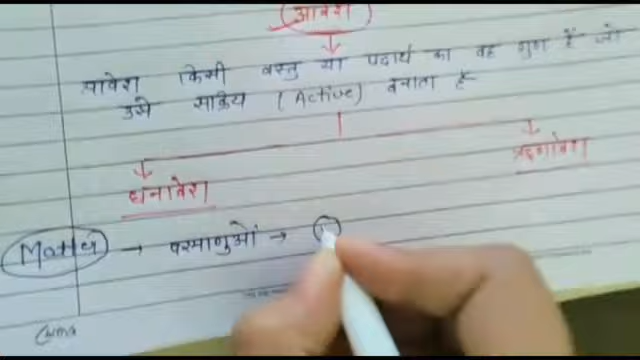 आवेश
आवेश किसी वस्तु या पदार्थ का वह गुण है जो
उसे सक्रिय (Active) बनाता है
धनावेश ऋणावेश
Matter → परमाणुओं →